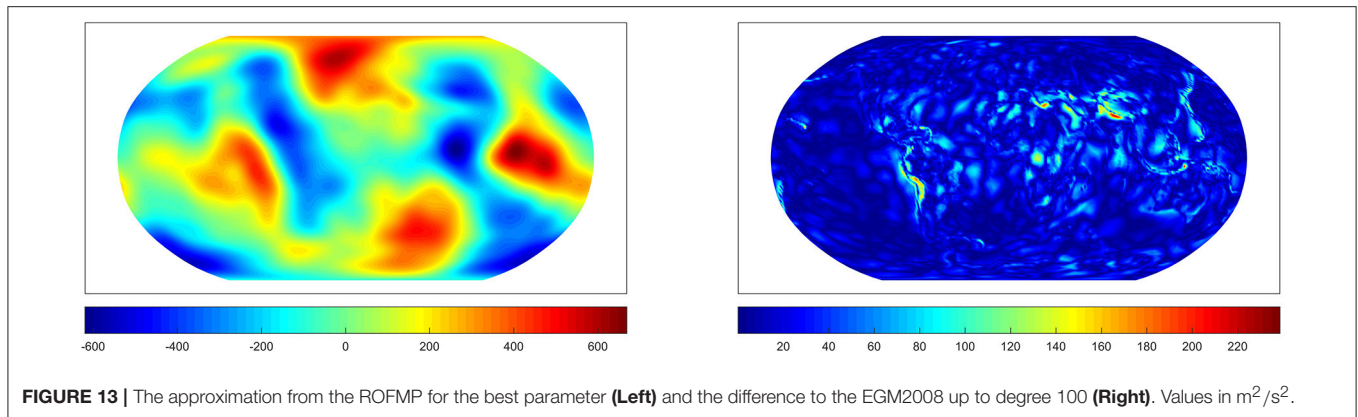 -600 -400 -200 0 200 400 600
20 40 60 80 100 120 140 160 180 200 220
FIGURE 13 | The approximation from the ROFMP for the best parameter (Left) and the difference to the EGM2008 up to degree 100 (Right). Values in m²/s².